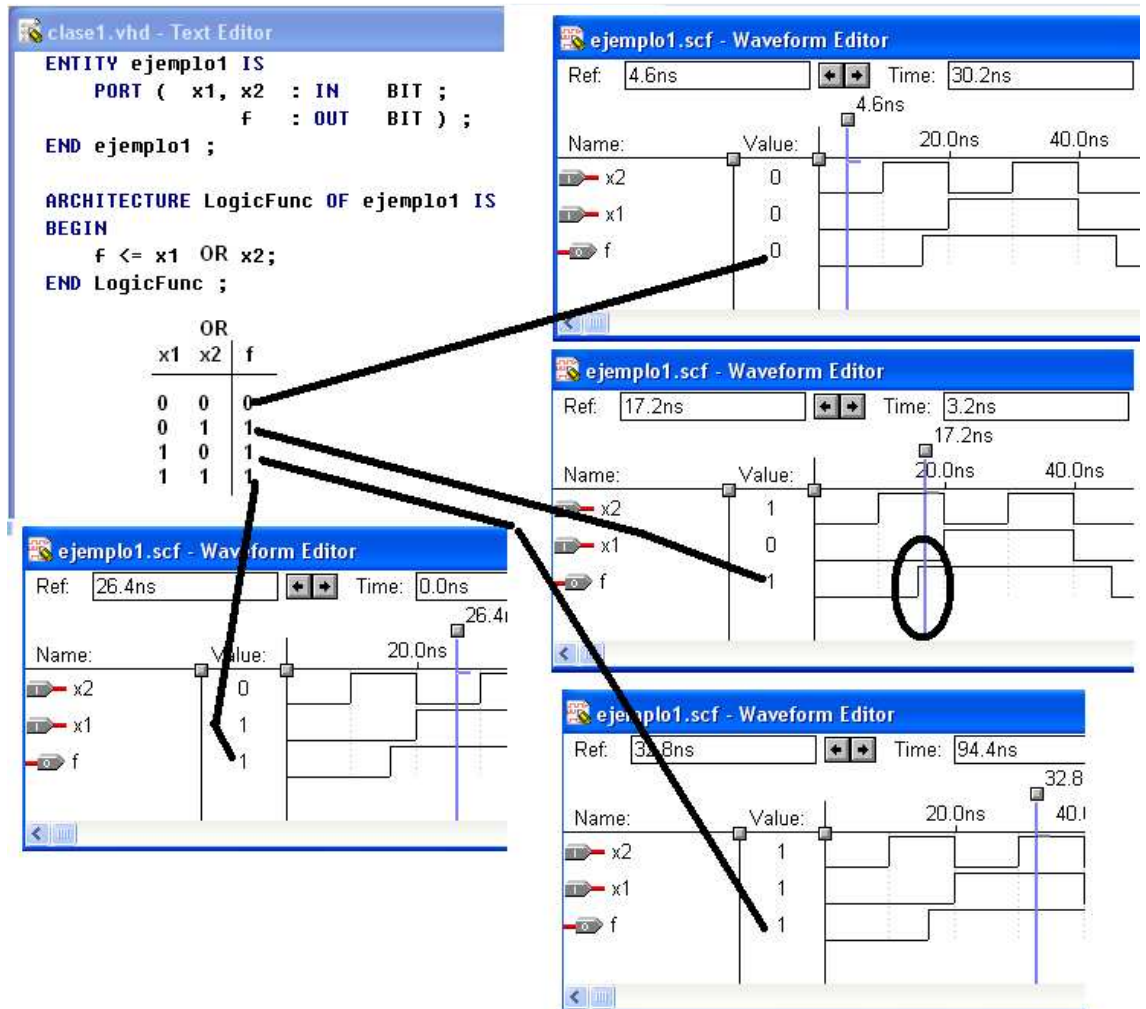 clase1.vhd - Text Editor
ENTITY ejemplo1 IS
PORT ( x1, x2 : IN BIT ;
f : OUT BIT ) ;
END ejemplo1 ;
ARCHITECTURE LogicFunc OF ejemplo1 IS
BEGIN
f <= x1 OR x2;
END LogicFunc ;
OR
x1 x2 f
0 0 0
0 1 1
1 0 1
1 1 1
ejemplo1.scf - Waveform Editor
Ref: 4.6ns Time: 30.2ns
4.6ns
20.0ns 40.0ns
Name: Value:
x2 0
x1 0
f 0
ejemplo1.scf - Waveform Editor
Ref: 17.2ns Time: 3.2ns
17.2ns
20.0ns 40.0ns
Name: Value:
x2 1
x1 0
f 1
ejemplo1.scf - Waveform Editor
Ref: 26.4ns Time: 0.0ns
26.4
20.0ns
Name: Value:
x2 0
x1 1
f 1
ejemplo1.scf - Waveform Editor
Ref: 32.8ns Time: 94.4ns
32.8
20.0ns 40.
Name: Value:
x2 1
x1 1
f 1